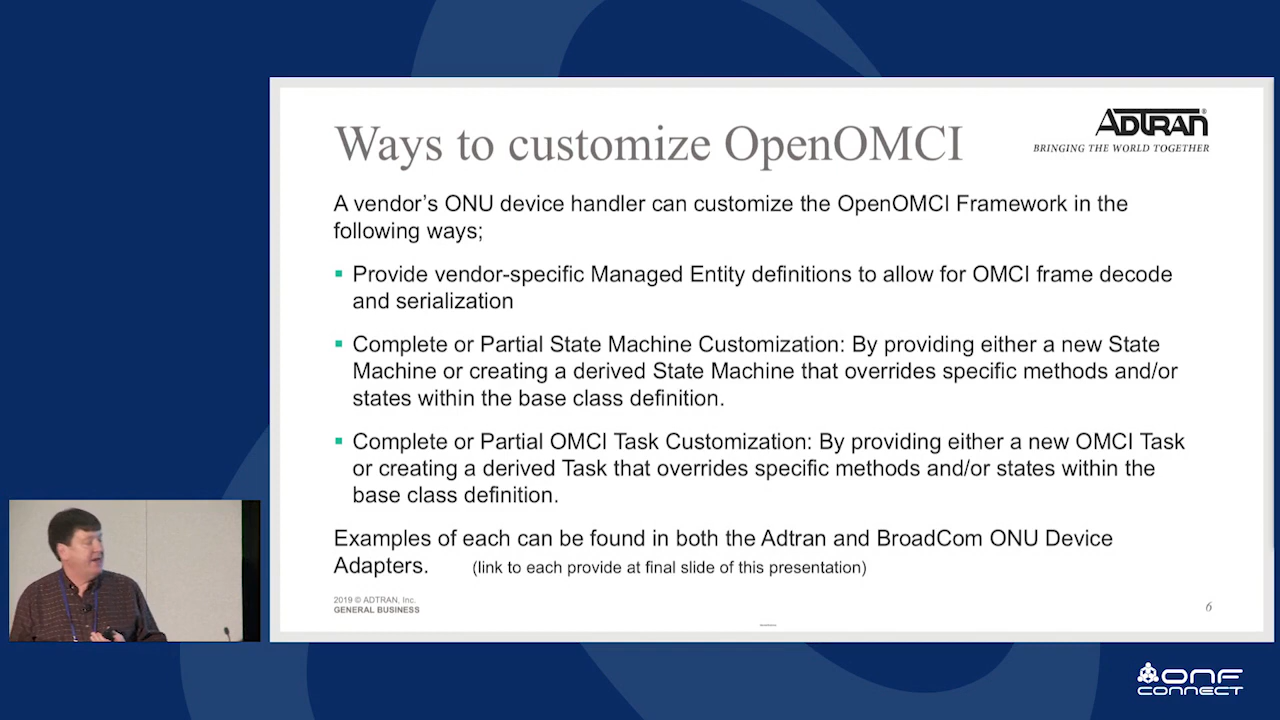 Ways to customize OpenOMCI
ADTRAN®
BRINGING THE WORLD TOGETHER
A vendor's ONU device handler can customize the OpenOMCI Framework in the
following ways;
▪ Provide vendor-specific Managed Entity definitions to allow for OMCI frame decode
and serialization
▪ Complete or Partial State Machine Customization: By providing either a new State
Machine or creating a derived State Machine that overrides specific methods and/or
states within the base class definition.
▪ Complete or Partial OMCI Task Customization: By providing either a new OMCI Task
or creating a derived Task that overrides specific methods and/or states within the
base class definition.
Examples of each can be found in both the Adtran and BroadCom ONU Device
Adapters. (link to each provide at final slide of this presentation)
2019 © ADTRAN, Inc.
GENERAL BUSINESS
6
ONF
CONNECT